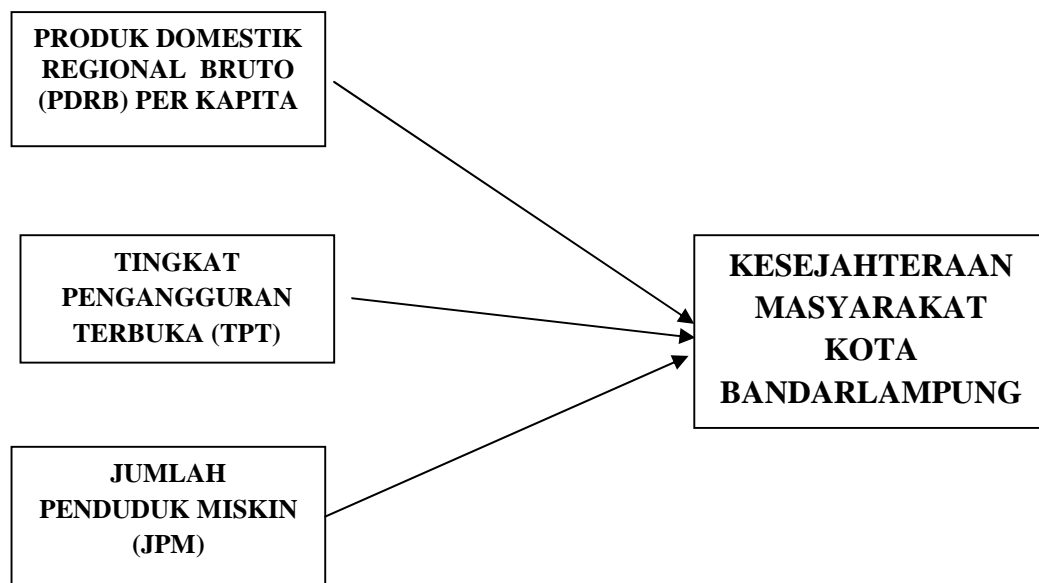 PRODUK DOMESTIK
REGIONAL BRUTO
(PDRB) PER KAPITA
TINGKAT
PENGANGGURAN
TERBUKA (TPT)
JUMLAH
PENDUDUK MISKIN
(JPM)
KESEJAHTERAAN
MASYARAKAT
KOTA
BANDARLAMPUNG